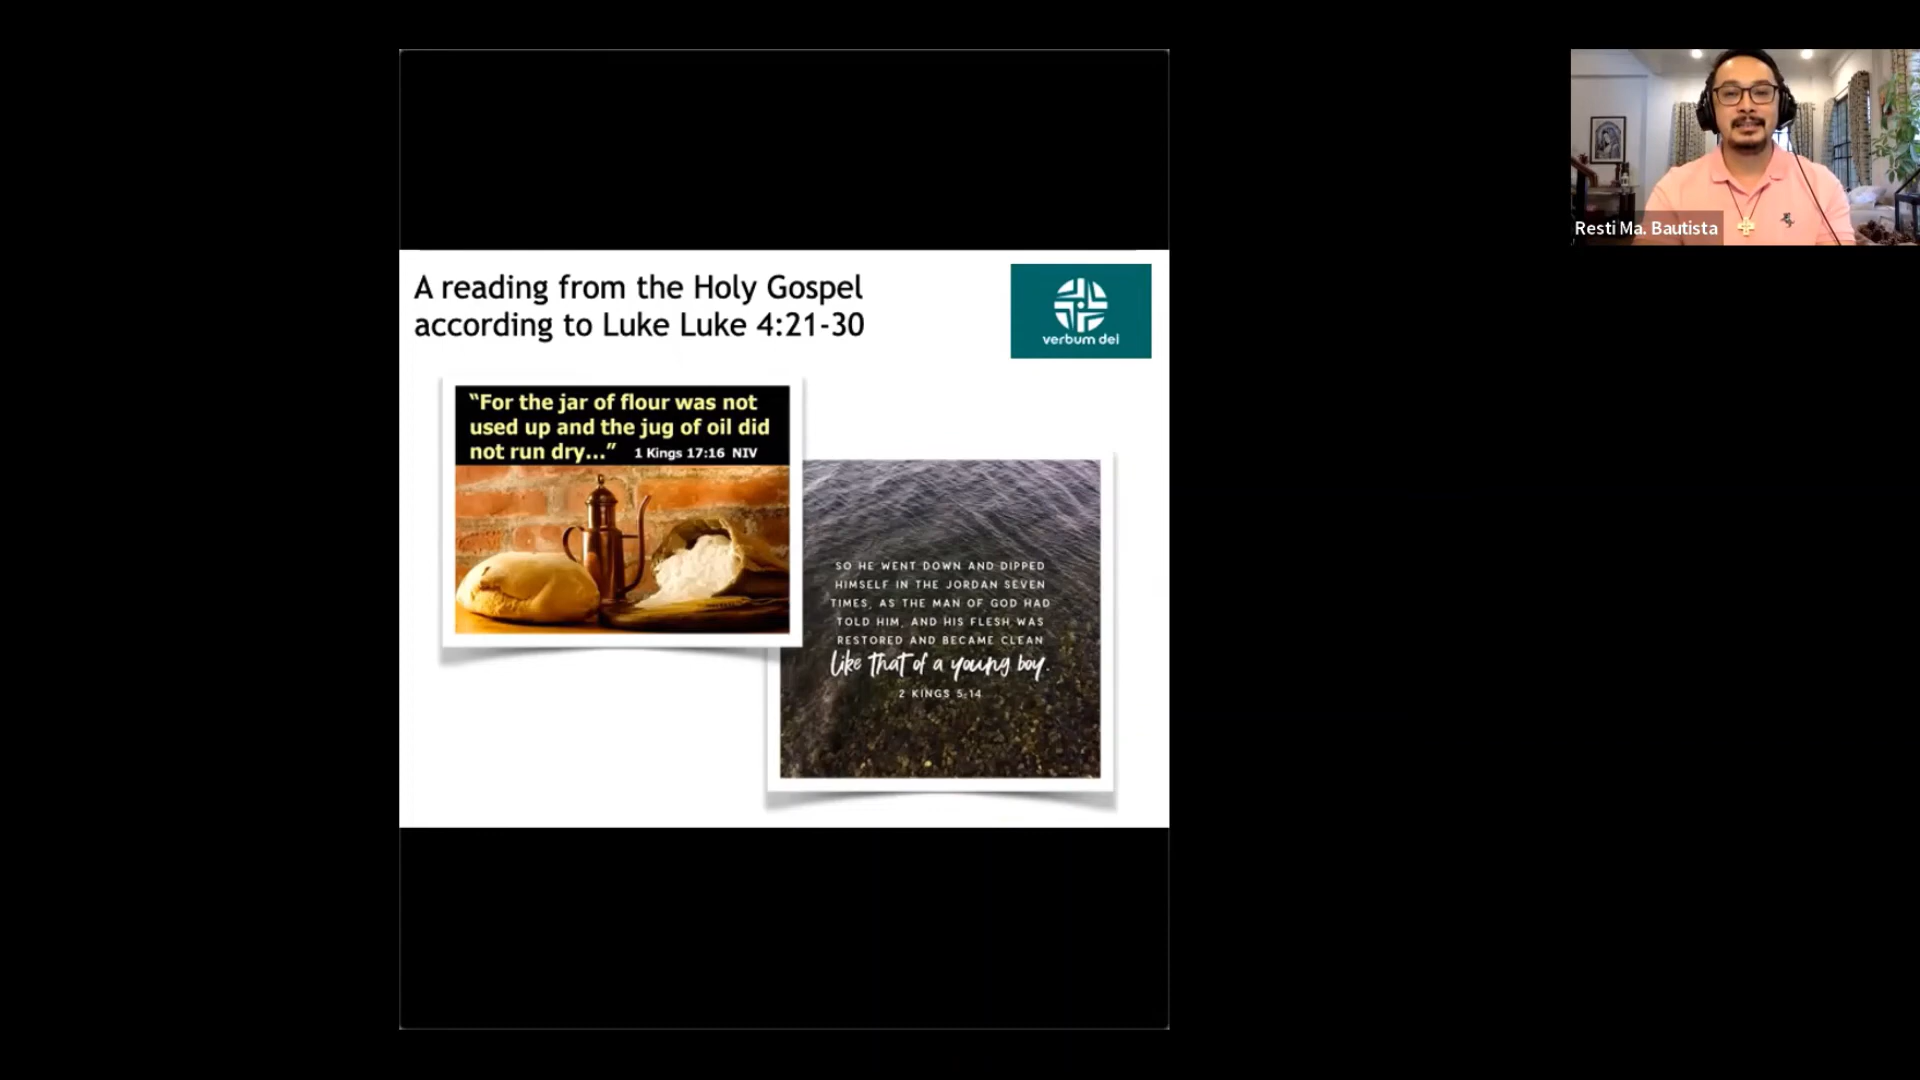 A reading from the Holy Gospel
according to Luke Luke 4:21-30
verbum dei
“For the jar of flour was not
used up and the jug of oil did
not run dry...” 1 Kings 17:16 NIV
SO HE WENT DOWN AND DIPPED
HIMSELF IN THE JORDAN SEVEN
TIMES, AS THE MAN OF GOD HAD
TOLD HIM, AND HIS FLESH WAS
RESTORED AND BECAME CLEAN
like that of a young boy.
2 KINGS 5:14
Resti Ma. Bautista